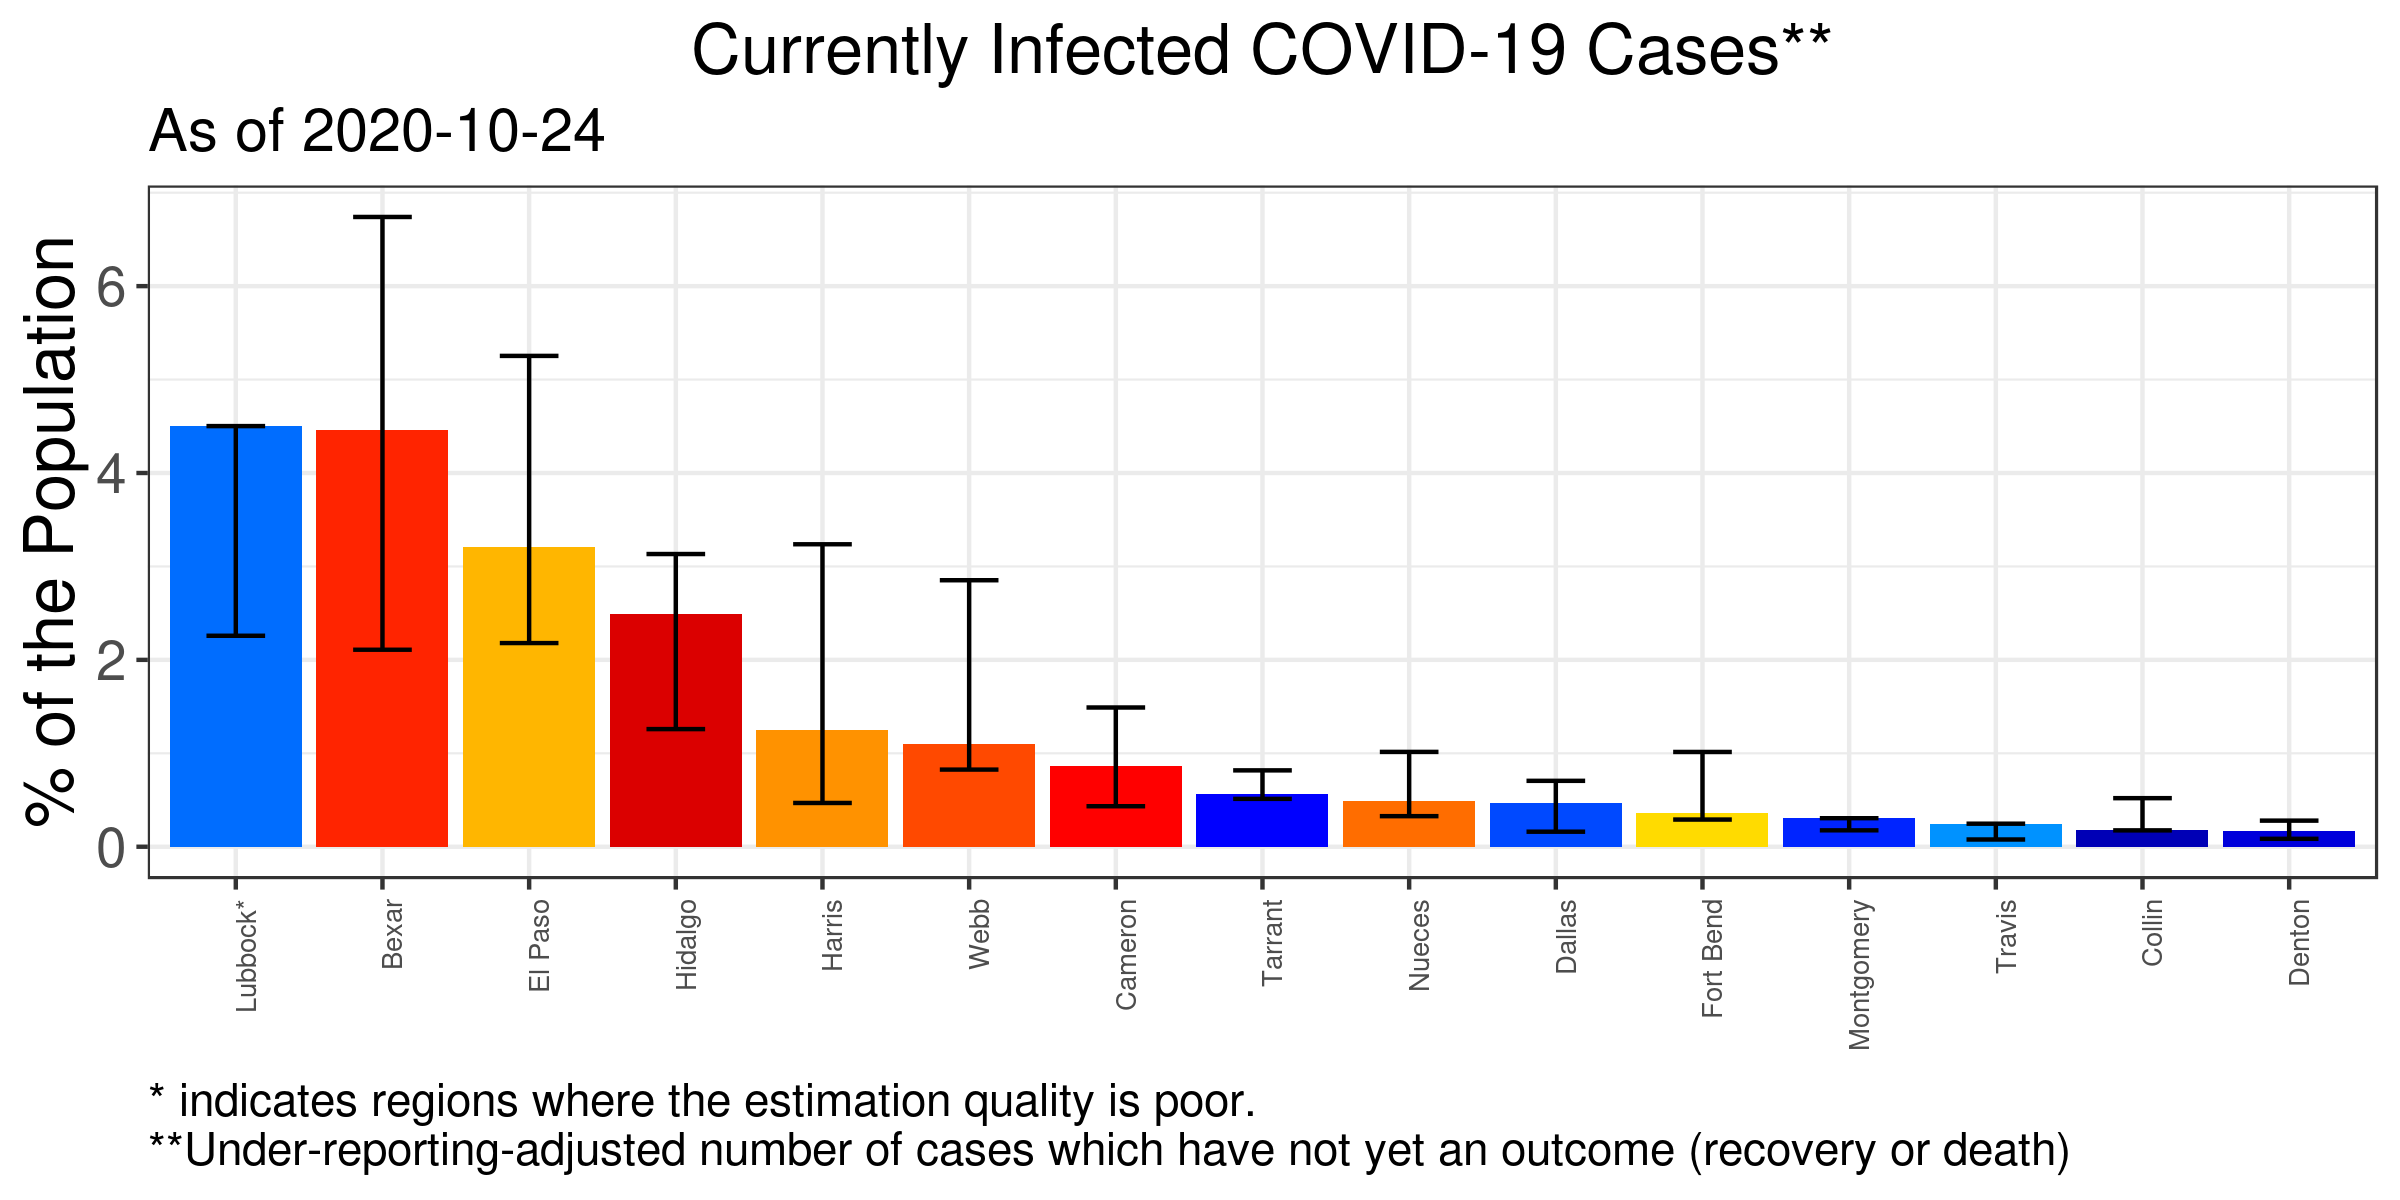 Currently Infected COVID-19 Cases**
As of 2020-10-24
% of the Population
6
4
2
0
Lubbock*
Bexar
El Paso
Hidalgo
Harris
Webb
Cameron
Tarrant
Nueces
Dallas
Fort Bend
Montgomery
Travis
Collin
Denton
* indicates regions where the estimation quality is poor.
**Under-reporting-adjusted number of cases which have not yet an outcome (recovery or death)